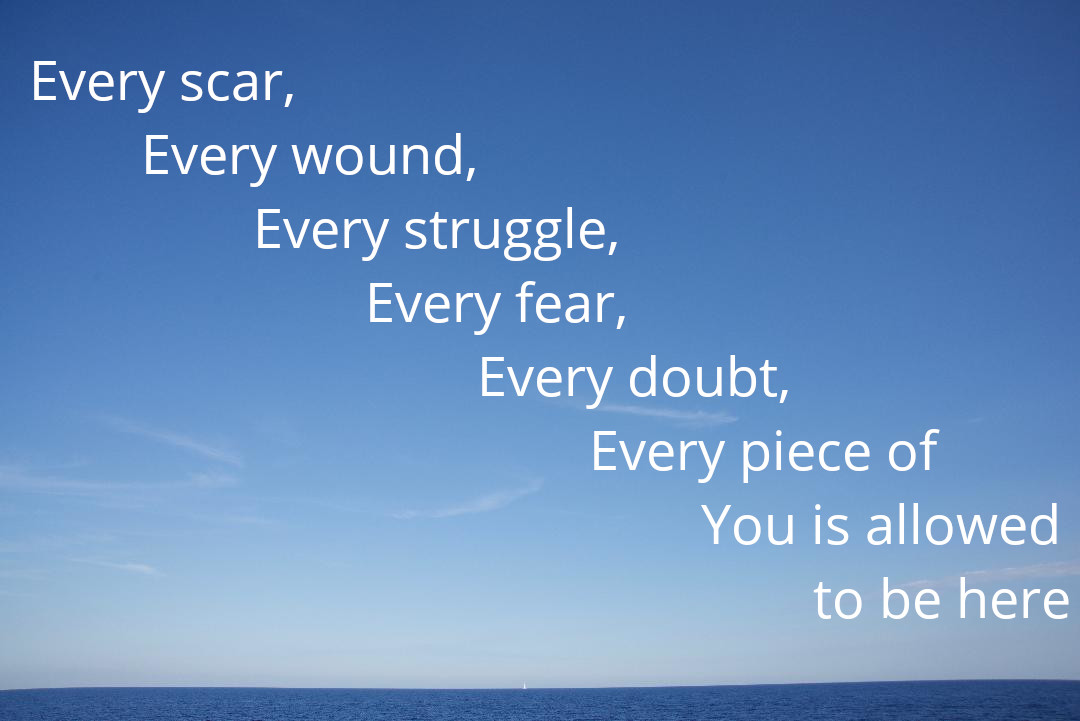 Every scar,
Every wound,
Every struggle,
Every fear,
Every doubt,
Every piece of
You is allowed
to be here